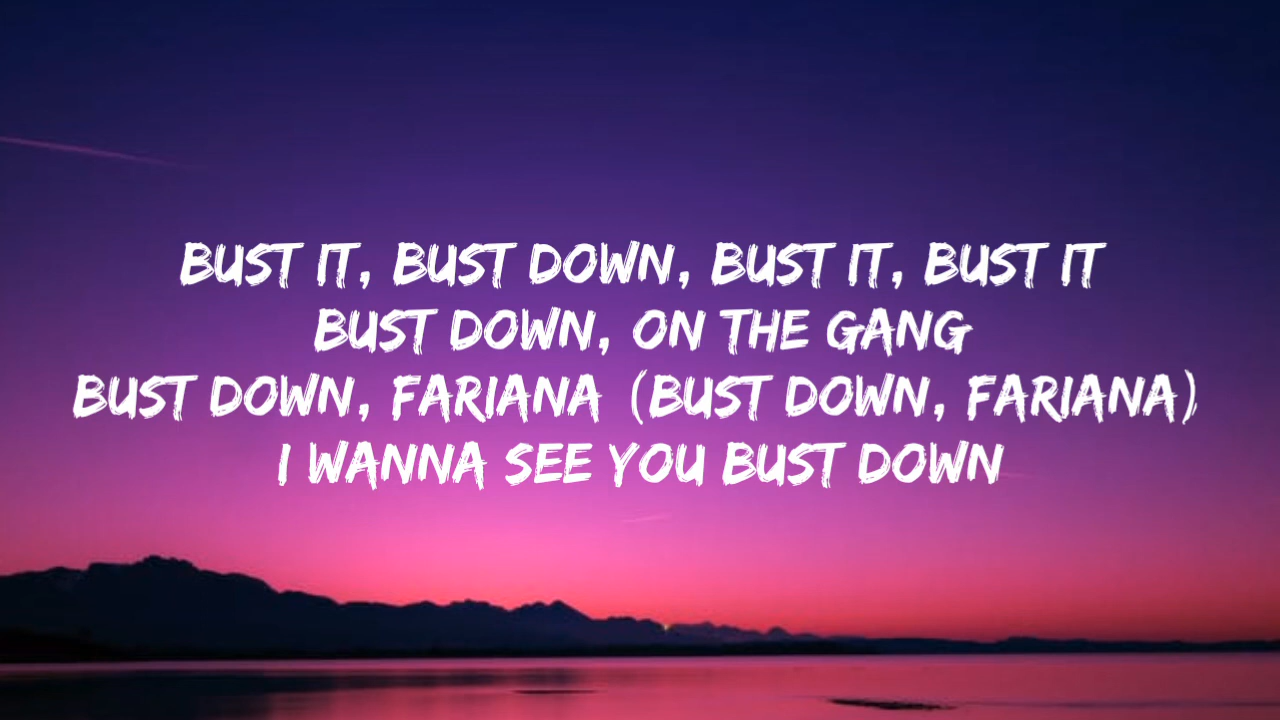 BUST IT, BUST DOWN, BUST IT, BUST IT
BUST DOWN, ON THE GANG
BUST DOWN, FARIANA (BUST DOWN, FARIANA)
I WANNA SEE YOU BUST DOWN